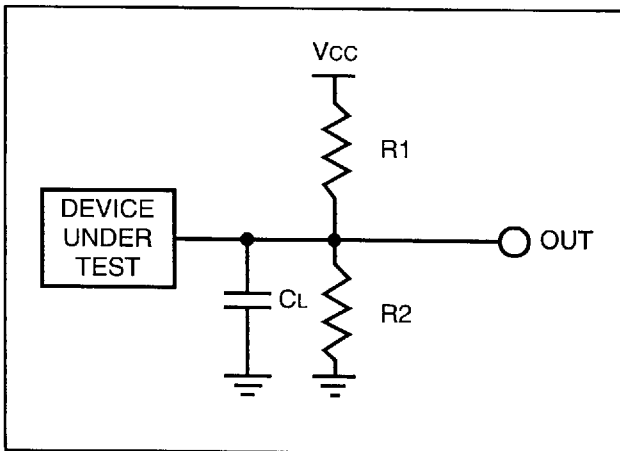 VCC
R1
DEVICE
UNDER
TEST
OUT
CL
R2